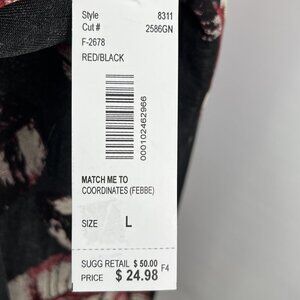 Style 8311
Cut # 2586GN
F-2678
RED/BLACK
000102462966
MATCH ME TO
COORDINATES (FEBBE)
SIZE L
SUGG RETAIL $ 50.00
PRICE $ 24.98 F4